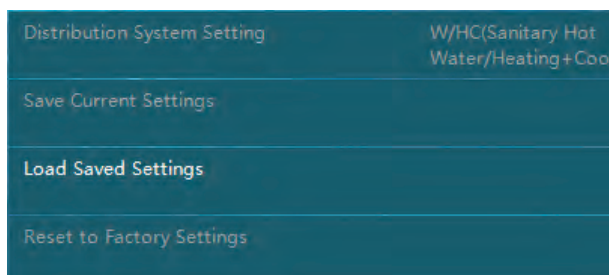 Distribution System Setting
W/HC(Sanitary Hot
Water/Heating+Coo
Save Current Settings
Load Saved Settings
Reset to Factory Settings